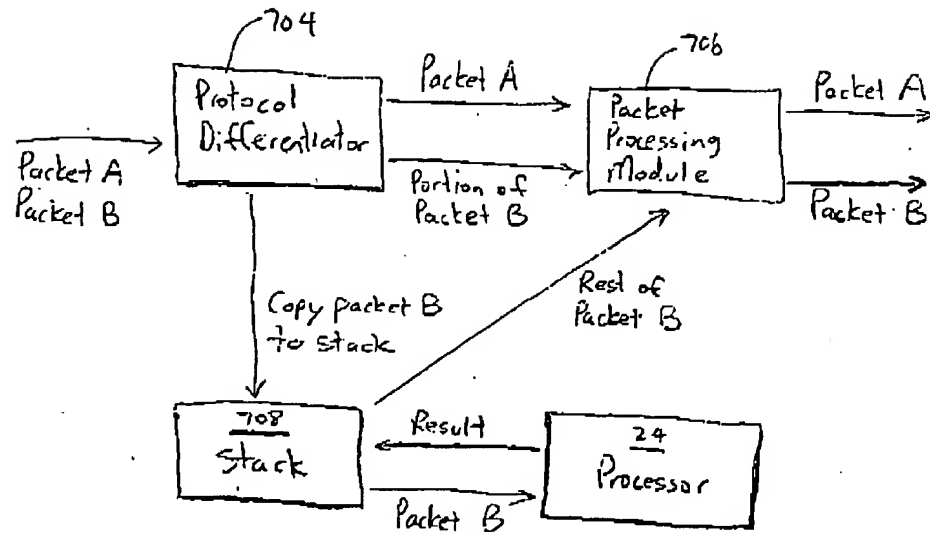 704
706
Packet A
Packet A
Protocol
Differentiator
Packet
Processing
Module
Packet A
Packet B
Portion of
Packet B
Packet B
Copy packet B
to stack
Rest of
Packet B
708
Stack
Result
24
Processor
Packet B